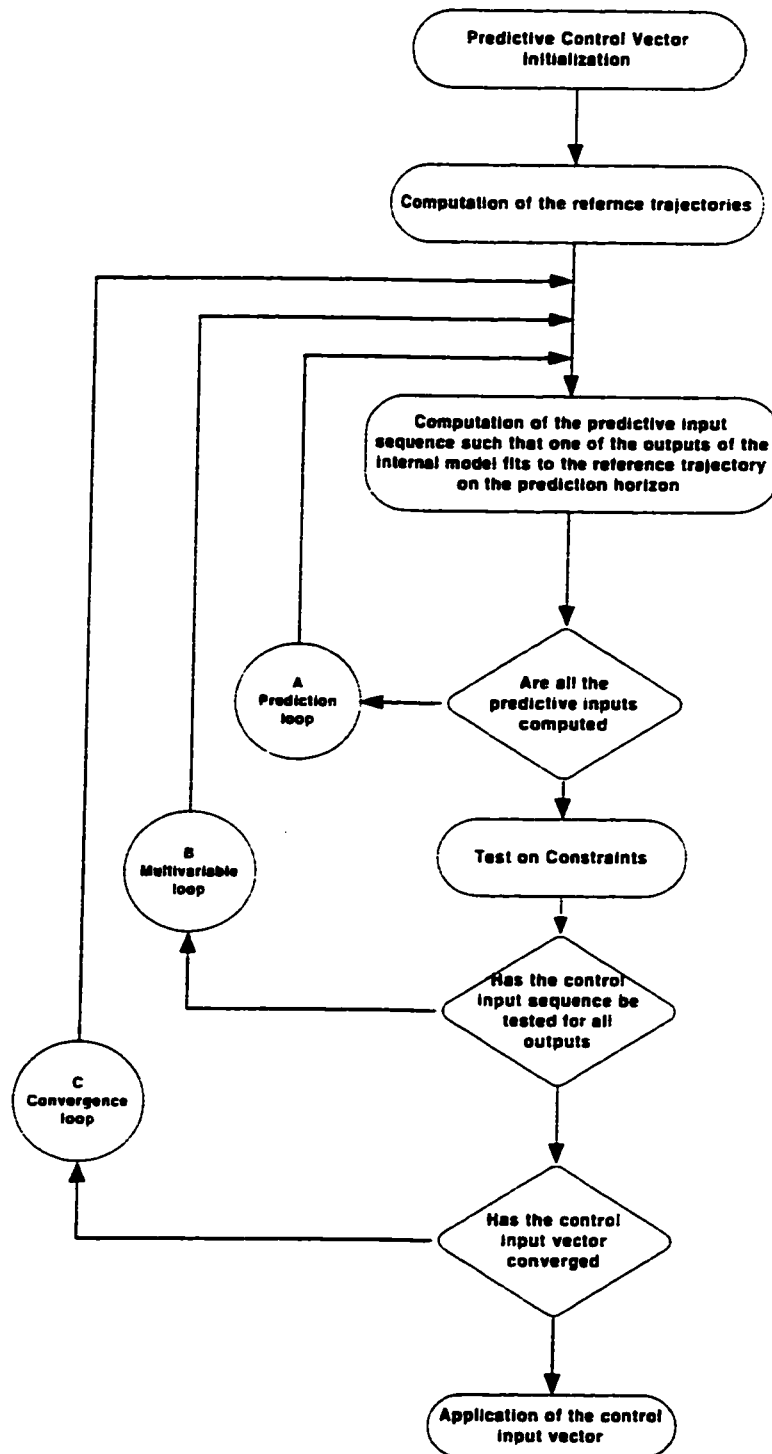 Predictive Control Vector
Initialization
Computation of the refernce trajectories
Computation of the predictive input
sequence such that one of the outputs of the
internal model fits to the reference trajectory
on the prediction horizon
A
Prediction
loop
Are all the
predictive inputs
computed
B
Multivariable
loop
Test on Constraints
Has the control
input sequence be
tested for all
outputs
C
Convergence
loop
Has the control
input vector
converged
Application of the control
input vector